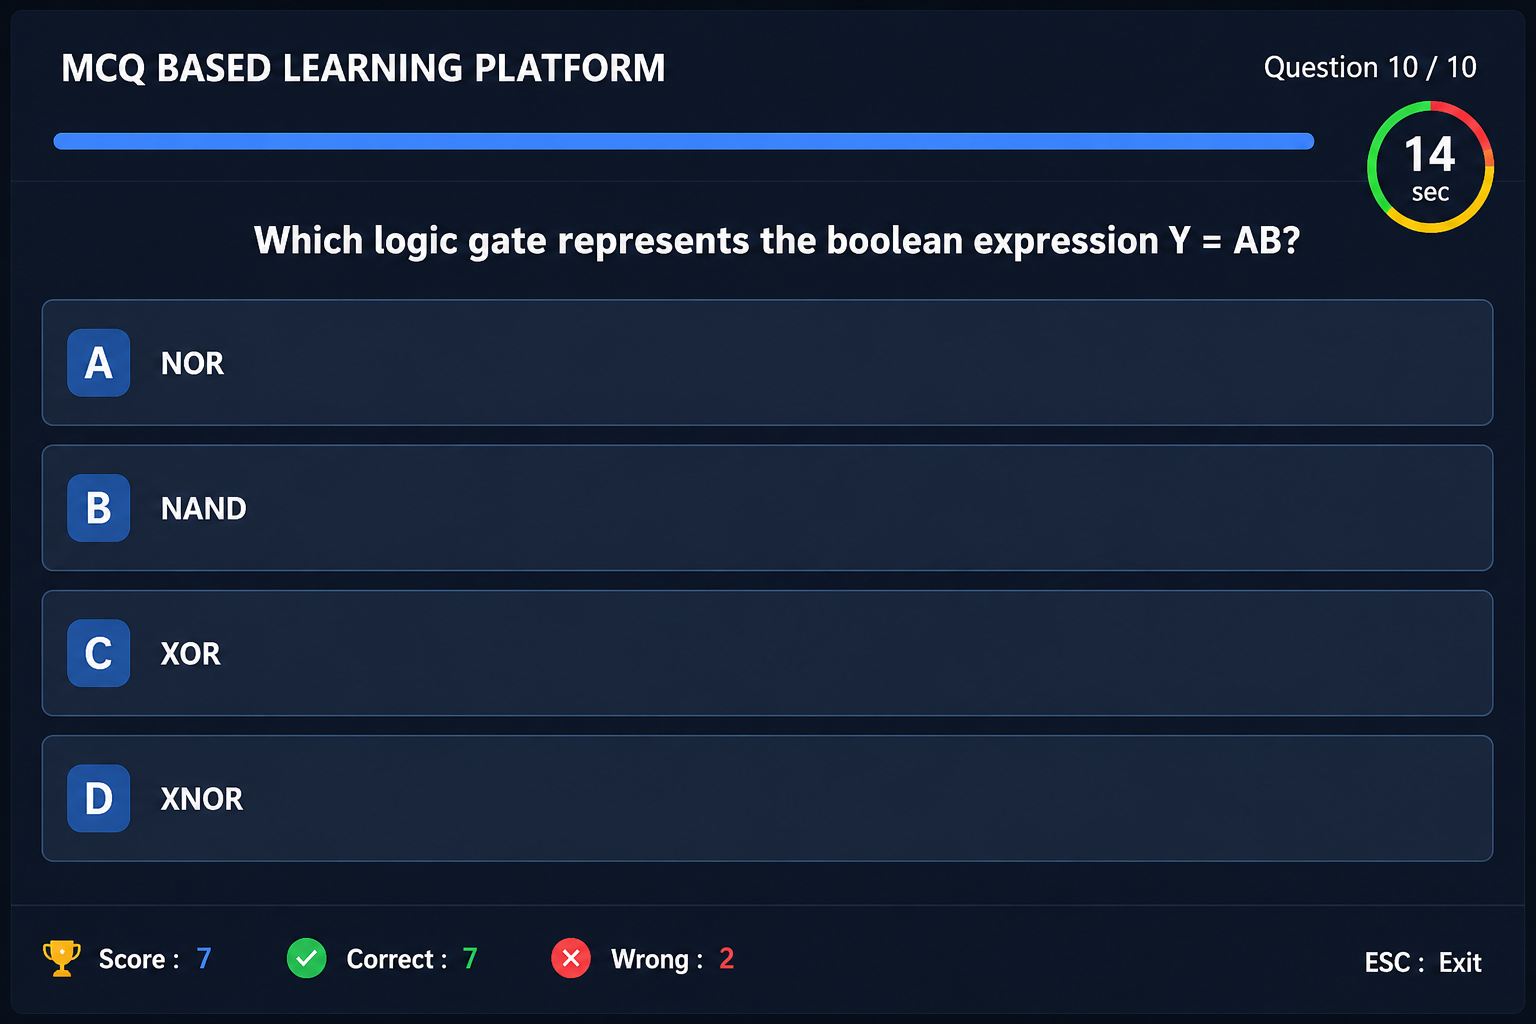 MCQ BASED LEARNING PLATFORM
Question 10 / 10
14
sec
Which logic gate represents the boolean expression Y = AB?
A NOR
B NAND
C XOR
D XNOR
Score : 7 Correct : 7 Wrong : 2 ESC : Exit